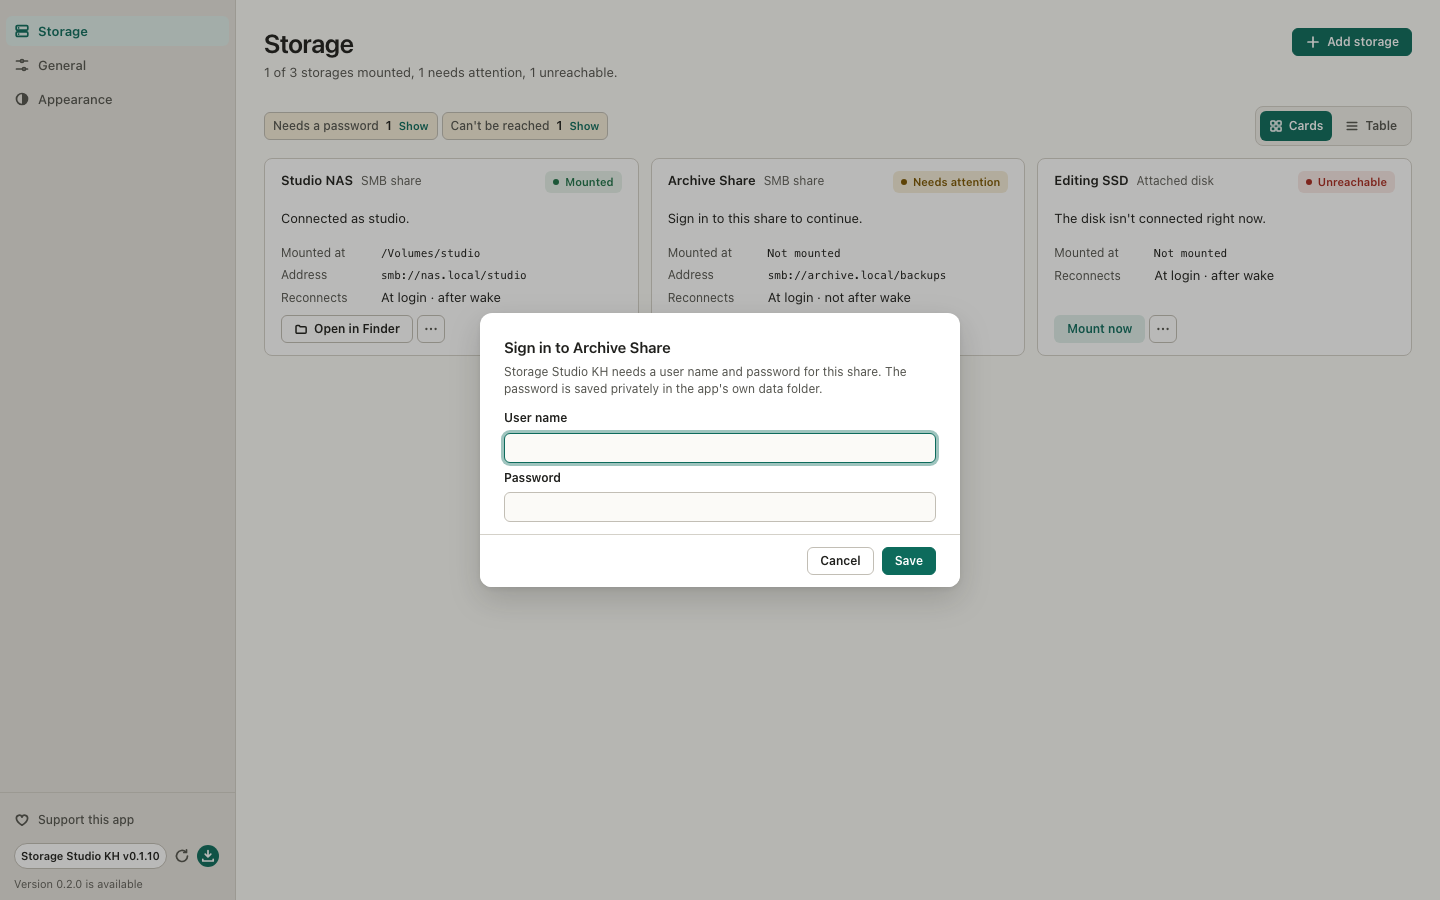 Storage
General
Appearance
Support this app
Storage Studio KH v0.1.10
Version 0.2.0 is available
Storage
1 of 3 storages mounted, 1 needs attention, 1 unreachable.
Add storage
Needs a password 1 Show
Can't be reached 1 Show
Cards
Table
Studio NAS SMB share
Mounted
Connected as studio.
Mounted at /Volumes/studio
Address smb://nas.local/studio
Reconnects At login · after wake
Open in Finder
Archive Share SMB share
Needs attention
Sign in to this share to continue.
Mounted at Not mounted
Address smb://archive.local/backups
Reconnects At login · not after wake
Editing SSD Attached disk
Unreachable
The disk isn't connected right now.
Mounted at Not mounted
Reconnects At login · after wake
Mount now
Sign in to Archive Share
Storage Studio KH needs a user name and password for this share. The
password is saved privately in the app's own data folder.
User name
Password
Cancel
Save